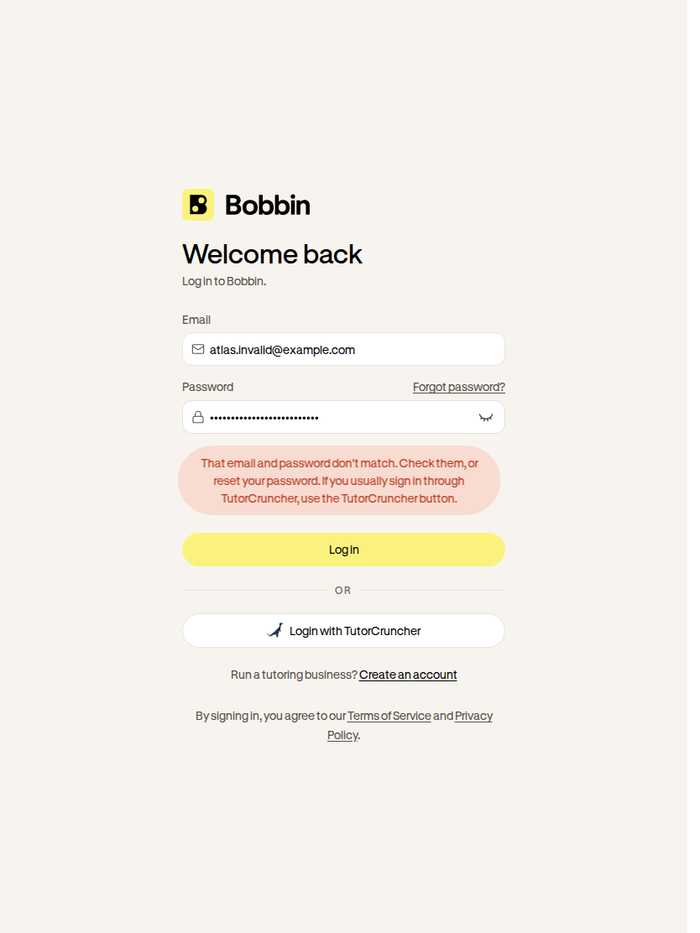 Bobbin
Welcome back
Log in to Bobbin.
Email
atlas.invalid@example.com
Password
Forgot password?
••••••••••••••••••••••••••
That email and password don't match. Check them, or
reset your password. If you usually sign in through
TutorCruncher, use the TutorCruncher button.
Log in
OR
Login with TutorCruncher
Run a tutoring business? Create an account
By signing in, you agree to our Terms of Service and Privacy
Policy.